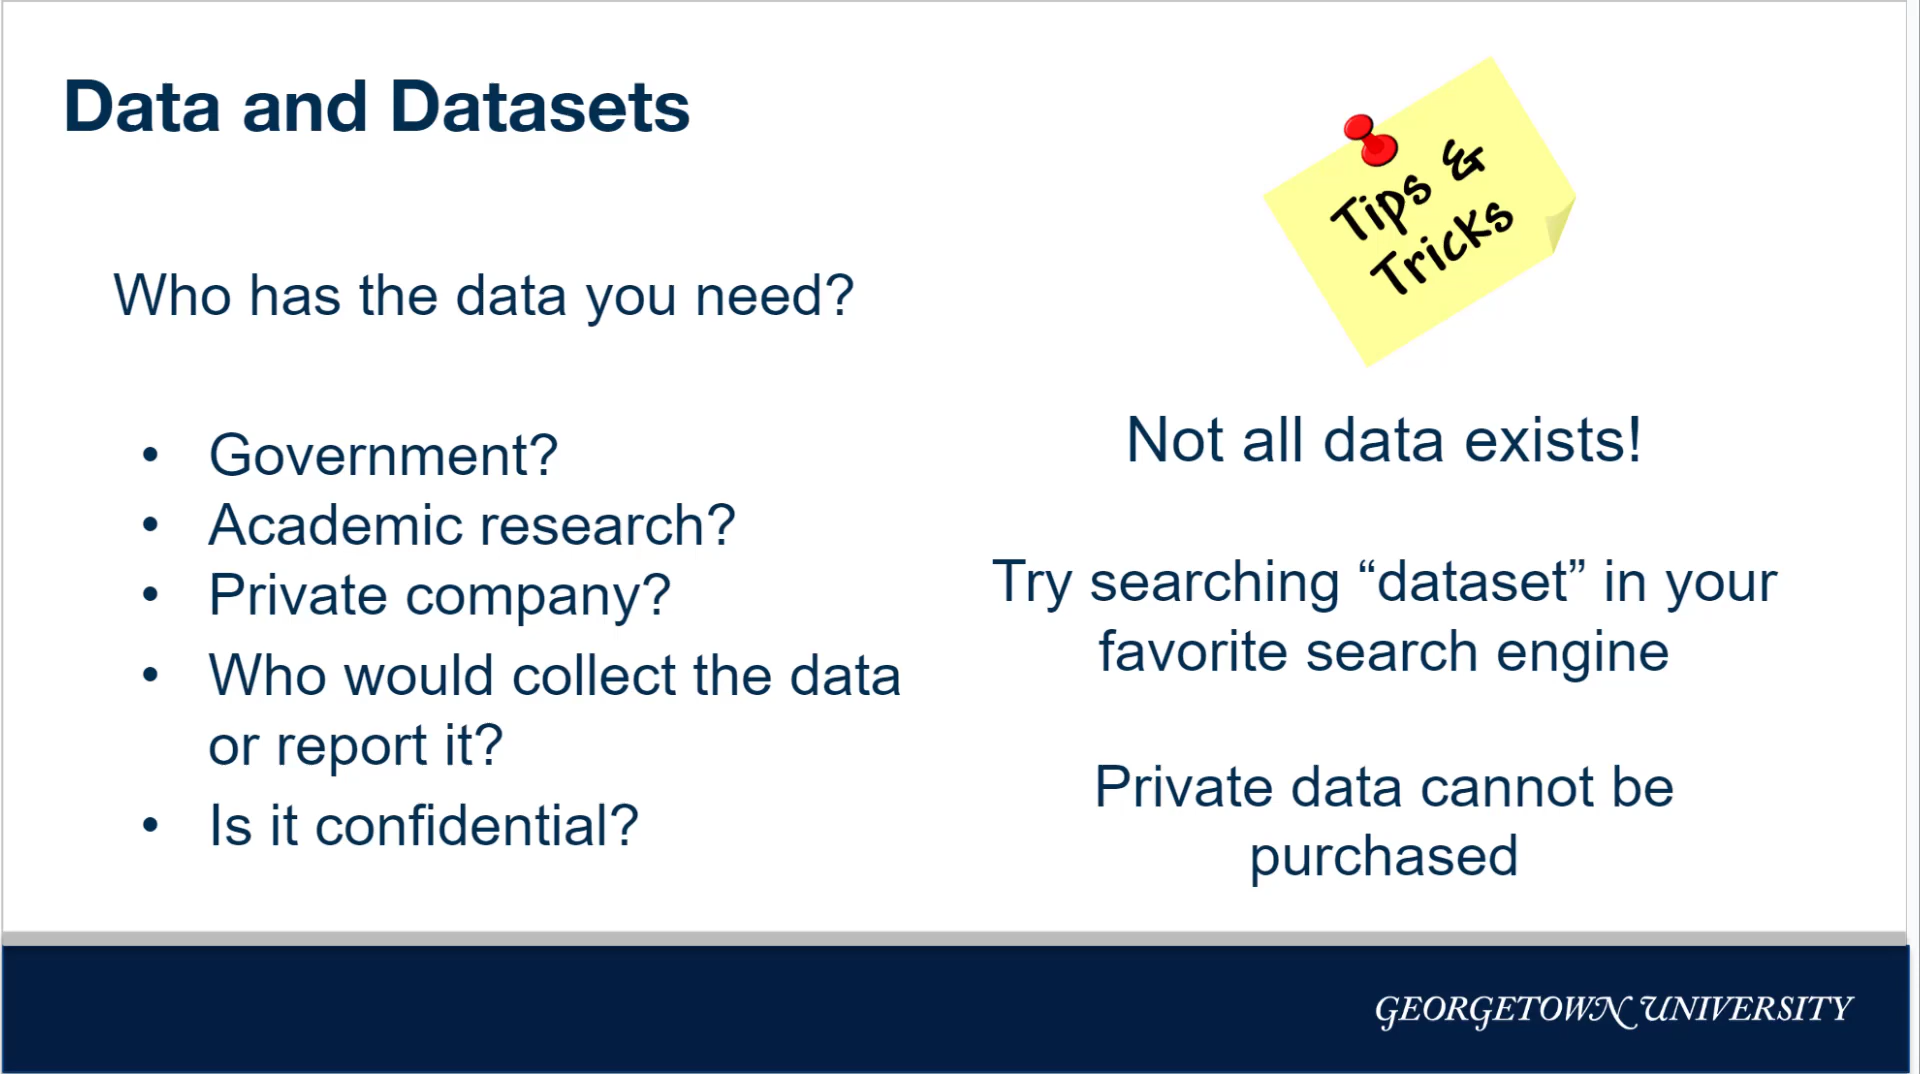 Data and Datasets
Who has the data you need?
• Government?
• Academic research?
• Private company?
• Who would collect the data
or report it?
• Is it confidential?
Tips &
Tricks
Not all data exists!
Try searching “dataset” in your
favorite search engine
Private data cannot be
purchased
GEORGETOWN UNIVERSITY